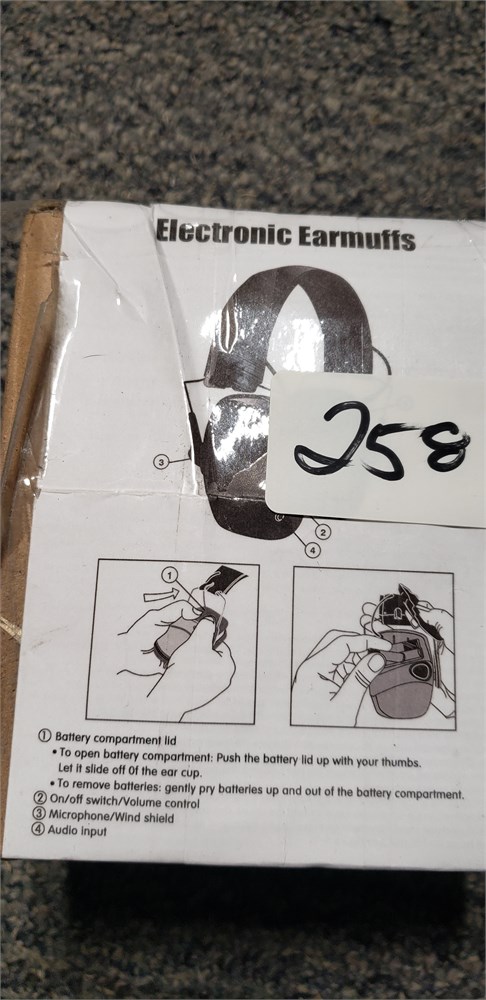 Electronic Earmuffs
258
③
②
④
①
① Battery compartment lid
• To open battery compartment: Push the battery lid up with your thumbs.
Let it slide off 0f the ear cup.
• To remove batteries: gently pry batteries up and out of the battery compartment.
② On/off switch/Volume control
③ Microphone/Wind shield
④ Audio input